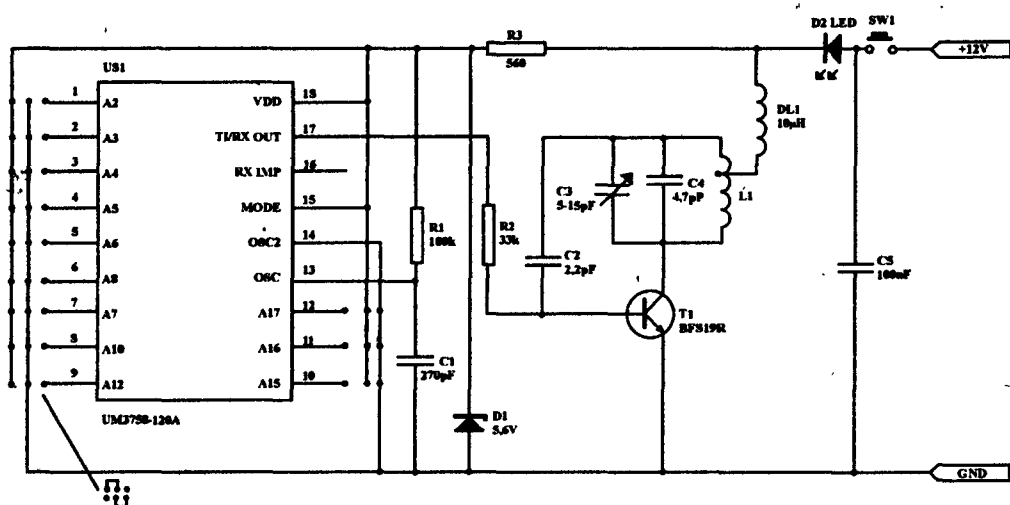 D2 LED
SW1
+12V
R3
560
US1
1 A2
2 A3
3 A4
4 A5
5 A6
6 A8
7 A7
8 A10
9 A12
VDD 18
TI/RX OUT 17
RX IMP 16
MODE 15
OSC2 14
OSC 13
A17 12
A16 11
A15 10
UM3758-120A
R1
100k
C1
270pF
R2
33k
D1
5,6V
C2
2,2pF
C3
5-15pF
C4
4,7pF
L1
DL1
10µH
T1
BFS19R
C5
100nF
GND